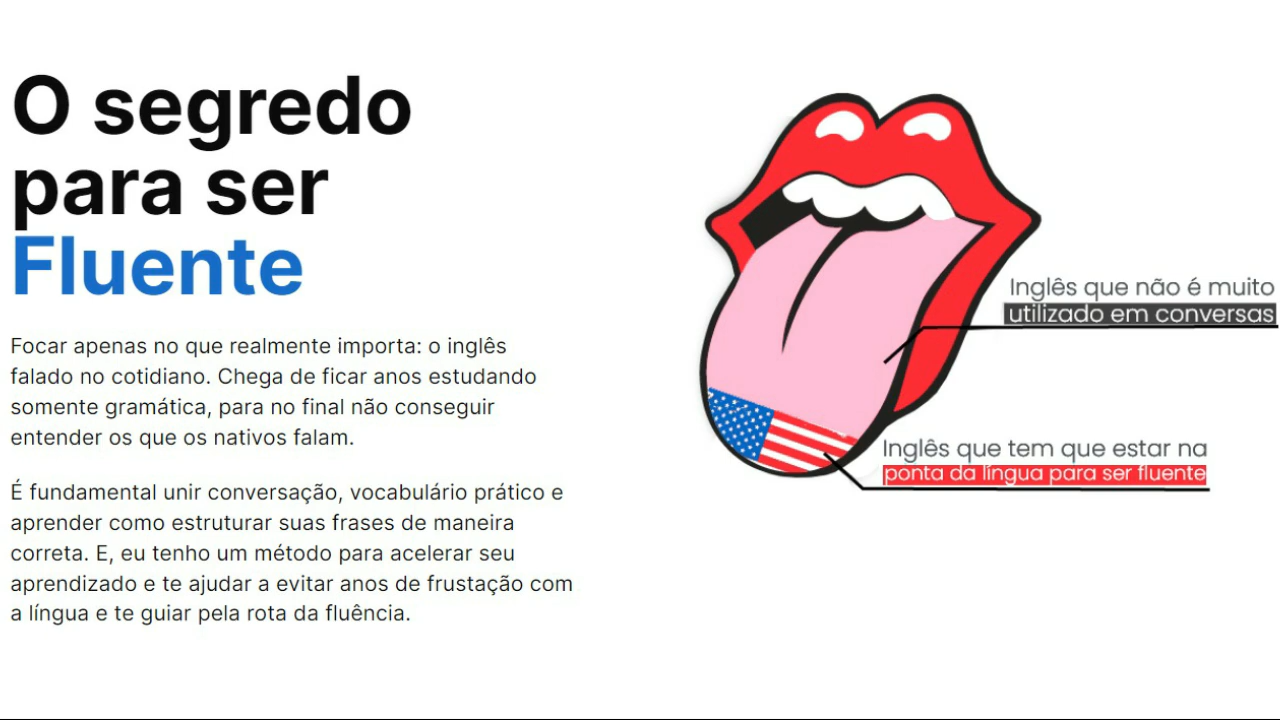 O segredo
para ser
Fluente
Focar apenas no que realmente importa: o inglês
falado no cotidiano. Chega de ficar anos estudando
somente gramática, para no final não conseguir
entender os que os nativos falam.
É fundamental unir conversação, vocabulário prático e
aprender como estruturar suas frases de maneira
correta. E, eu tenho um método para acelerar seu
aprendizado e te ajudar a evitar anos de frustação com
a língua e te guiar pela rota da fluência.
Inglês que não é muito
utilizado em conversas
Inglês que tem que estar na
ponta da língua para ser fluente